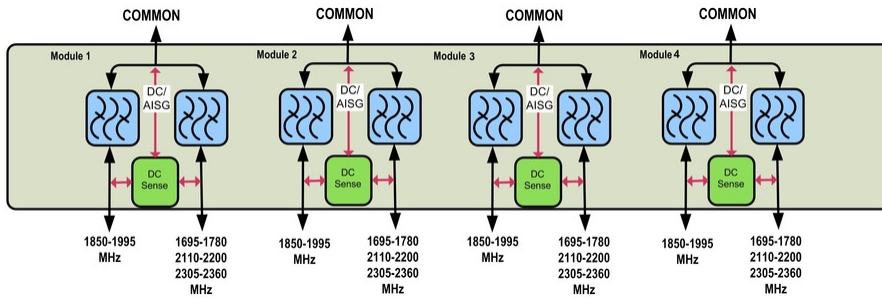 COMMON COMMON COMMON COMMON
Module 1 Module 2 Module 3 Module 4
DC/ DC/ DC/ DC/
AISG AISG AISG AISG
DC DC DC DC
Sense Sense Sense Sense
1850-1995 1695-1780 1850-1995 1695-1780 1850-1995 1695-1780 1850-1995 1695-1780
MHz 2110-2200 MHz 2110-2200 MHz 2110-2200 MHz 2110-2200
2305-2360 2305-2360 2305-2360 2305-2360
MHz MHz MHz MHz